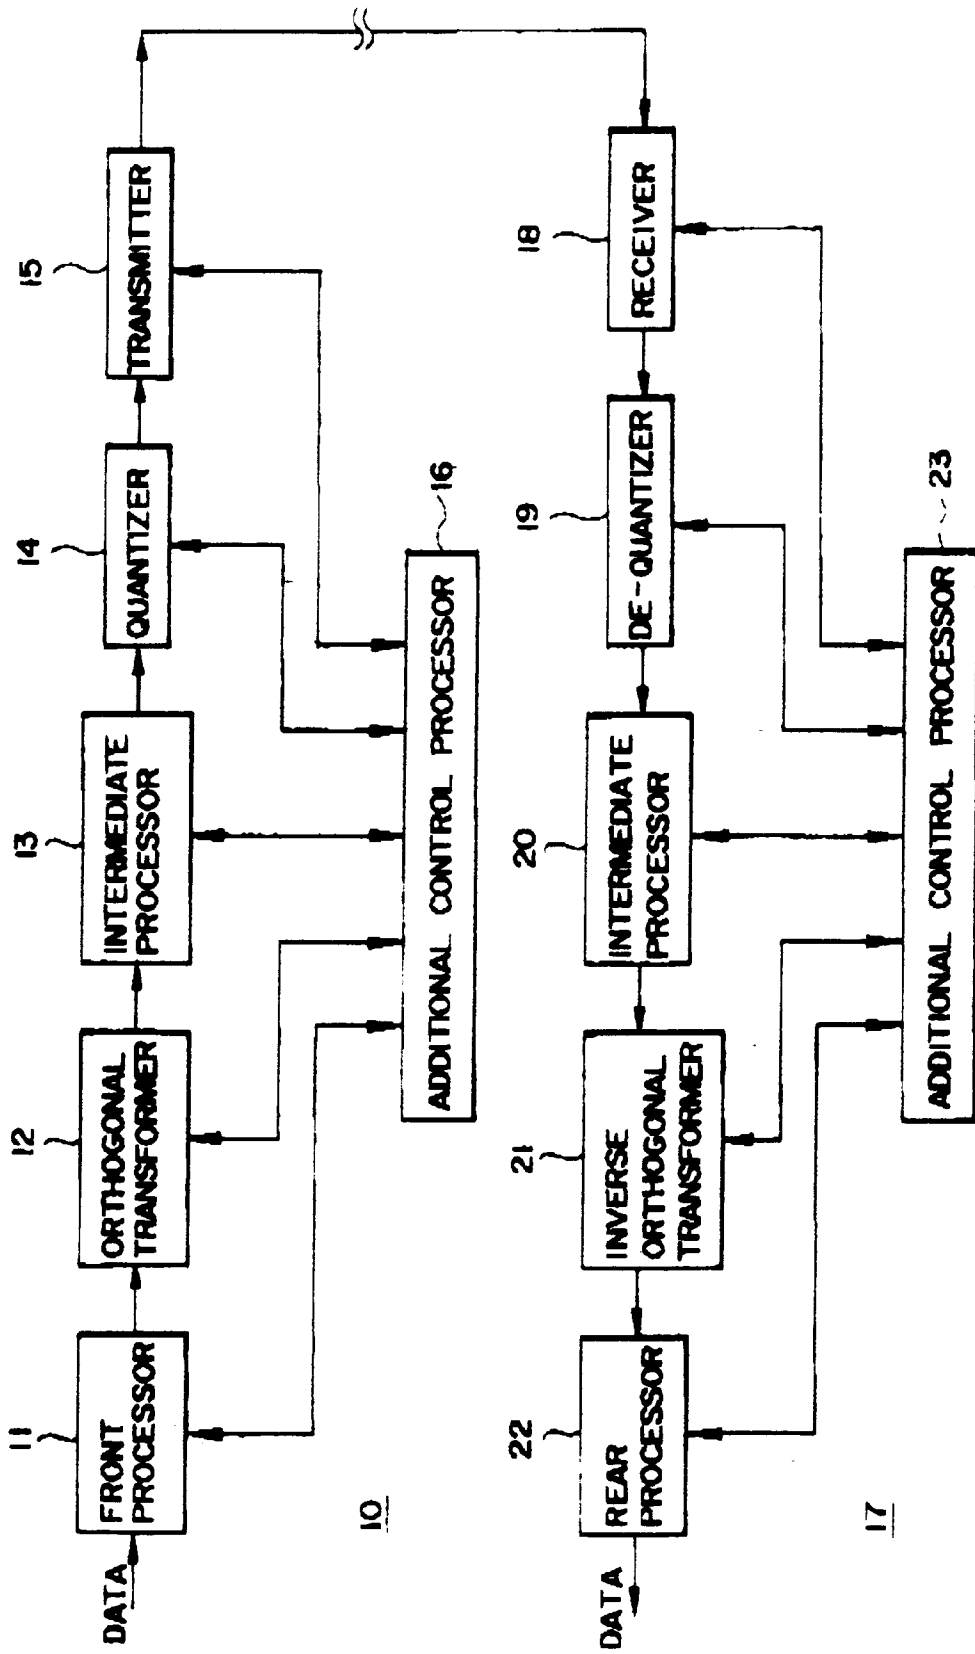 11
12
13
14
15
DATA
FRONT
PROCESSOR
ORTHOGONAL
TRANSFORMER
INTERMEDIATE
PROCESSOR
QUANTIZER
TRANSMITTER
16
ADDITIONAL CONTROL PROCESSOR
10
22
21
20
19
18
DATA
REAR
PROCESSOR
INVERSE
ORTHOGONAL
TRANSFORMER
INTERMEDIATE
PROCESSOR
DE-QUANTIZER
RECEIVER
23
ADDITIONAL CONTROL PROCESSOR
17